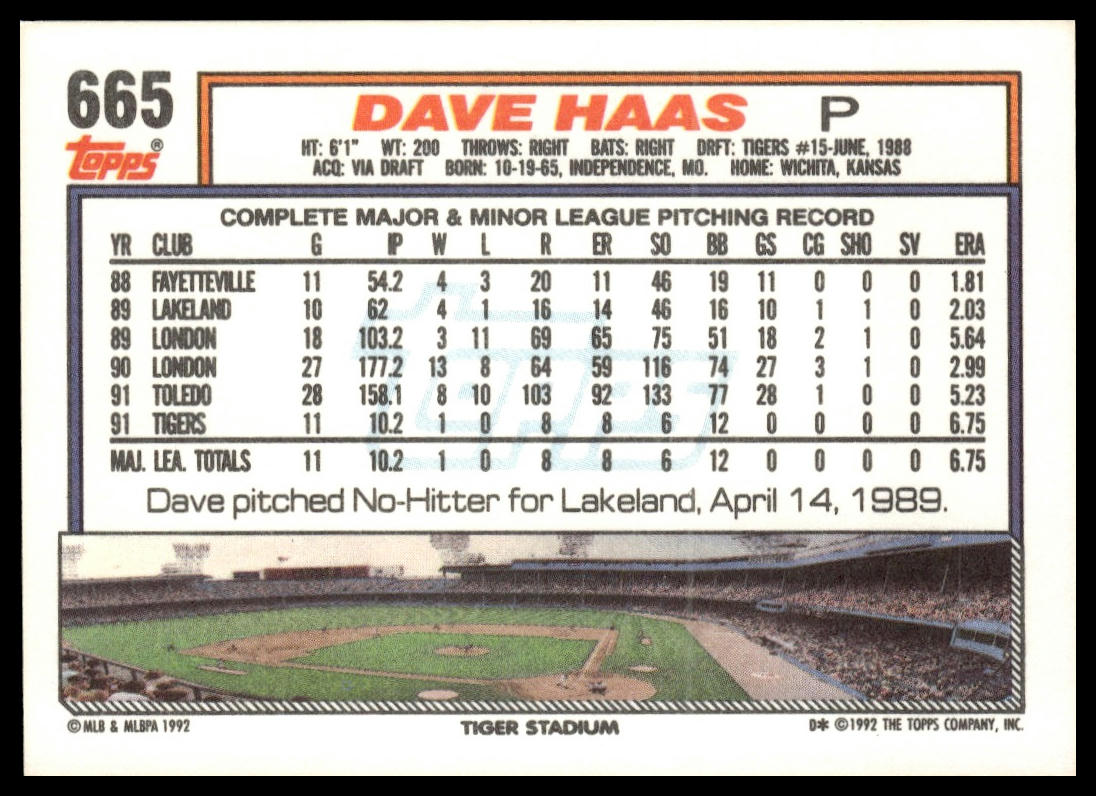 665
Topps®
DAVE HAAS P
HT: 6'1" WT: 200 THROWS: RIGHT BATS: RIGHT DRFT: TIGERS #15-JUNE, 1988
ACQ: VIA DRAFT BORN: 10-19-65, INDEPENDENCE, MO. HOME: WICHITA, KANSAS
COMPLETE MAJOR & MINOR LEAGUE PITCHING RECORD
YR CLUB G IP W L R ER SO BB GS CG SHO SV ERA
88 FAYETTEVILLE 11 54.2 4 3 20 11 46 19 11 0 0 0 1.81
89 LAKELAND 10 62 4 1 16 14 46 16 10 1 1 0 2.03
89 LONDON 18 103.2 3 11 69 65 75 51 18 2 1 0 5.64
90 LONDON 27 177.2 13 8 64 59 116 74 27 3 1 0 2.99
91 TOLEDO 28 158.1 8 10 103 92 133 77 28 1 0 0 5.23
91 TIGERS 11 10.2 1 0 8 8 6 12 0 0 0 0 6.75
MAJ. LEA. TOTALS 11 10.2 1 0 8 8 6 12 0 0 0 0 6.75
Topps
Dave pitched No-Hitter for Lakeland, April 14, 1989.
© MLB & MLBPA 1992 TIGER STADIUM D* © 1992 THE TOPPS COMPANY, INC.